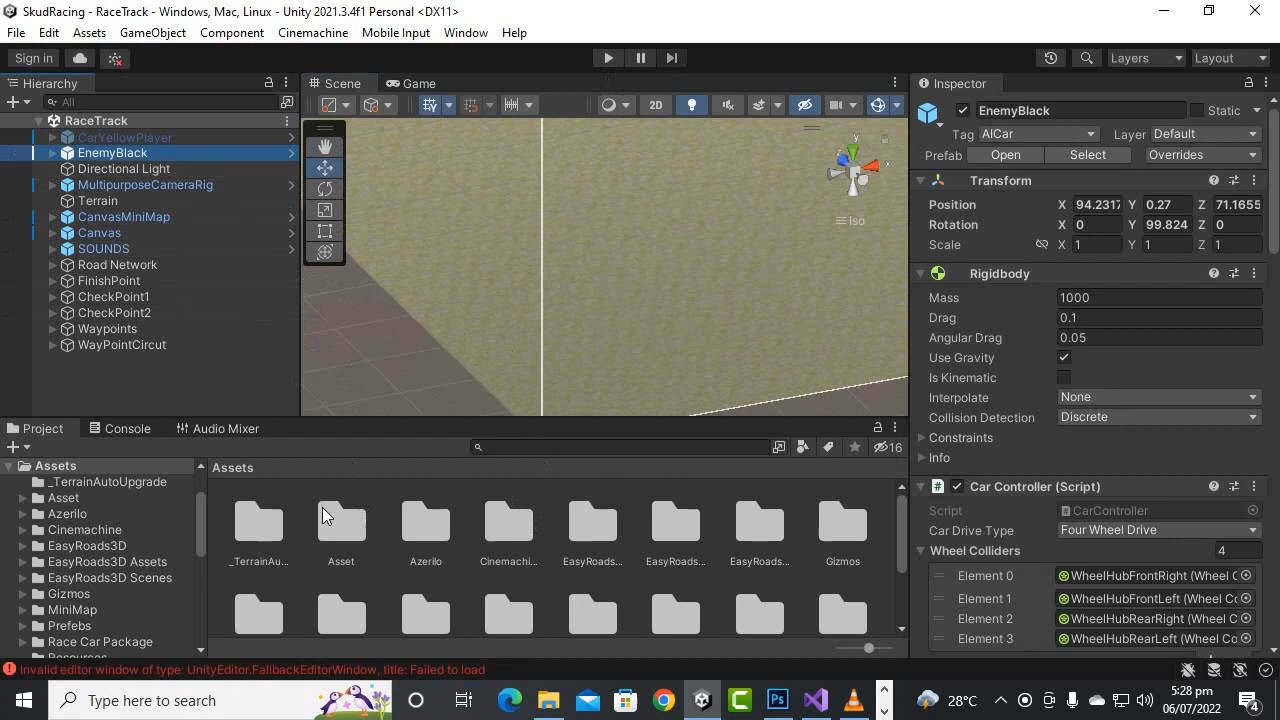 SkudRacing - RaceTrack - Windows, Mac, Linux - Unity 2021.3.4f1 Personal <DX11>
File Edit Assets GameObject Component Cinemachine Mobile Input Window Help
Sign in Layers Layout
Hierarchy
All
RaceTrack
CarYellowPlayer
EnemyBlack
Directional Light
MultipurposeCameraRig
Terrain
CanvasMiniMap
Canvas
SOUNDS
Road Network
FinishPoint
CheckPoint1
CheckPoint2
Waypoints
WayPointCircut
Scene Game
2D
y
z
x
Iso
Inspector
EnemyBlack Static
Tag AICar Layer Default
Prefab Open Select Overrides
Transform
Position X 94.2317 Y 0.27 Z 71.1655
Rotation X 0 Y 99.824 Z 0
Scale X 1 Y 1 Z 1
Rigidbody
Mass 1000
Drag 0.1
Angular Drag 0.05
Use Gravity
Is Kinematic
Interpolate None
Collision Detection Discrete
Constraints
Info
Car Controller (Script)
Script CarController
Car Drive Type Four Wheel Drive
Wheel Colliders 4
Element 0 WheelHubFrontRight (Wheel C
Element 1 WheelHubFrontLeft (Wheel Co
Element 2 WheelHubRearRight (Wheel C
Element 3 WheelHubRearLeft (Wheel Co
Project Console Audio Mixer
16
Assets
_TerrainAutoUpgrade
Asset
Azerilo
Cinemachine
EasyRoads3D
EasyRoads3D Assets
EasyRoads3D Scenes
Gizmos
MiniMap
Prefebs
Race Car Package
Assets
_TerrainAu... Asset Azerilo Cinemachi... EasyRoads... EasyRoads... EasyRoads... Gizmos
Invalid editor window of type: UnityEditor.FallbackEditorWindow, title: Failed to load
Type here to search
28°C
5:28 pm
06/07/2022
4